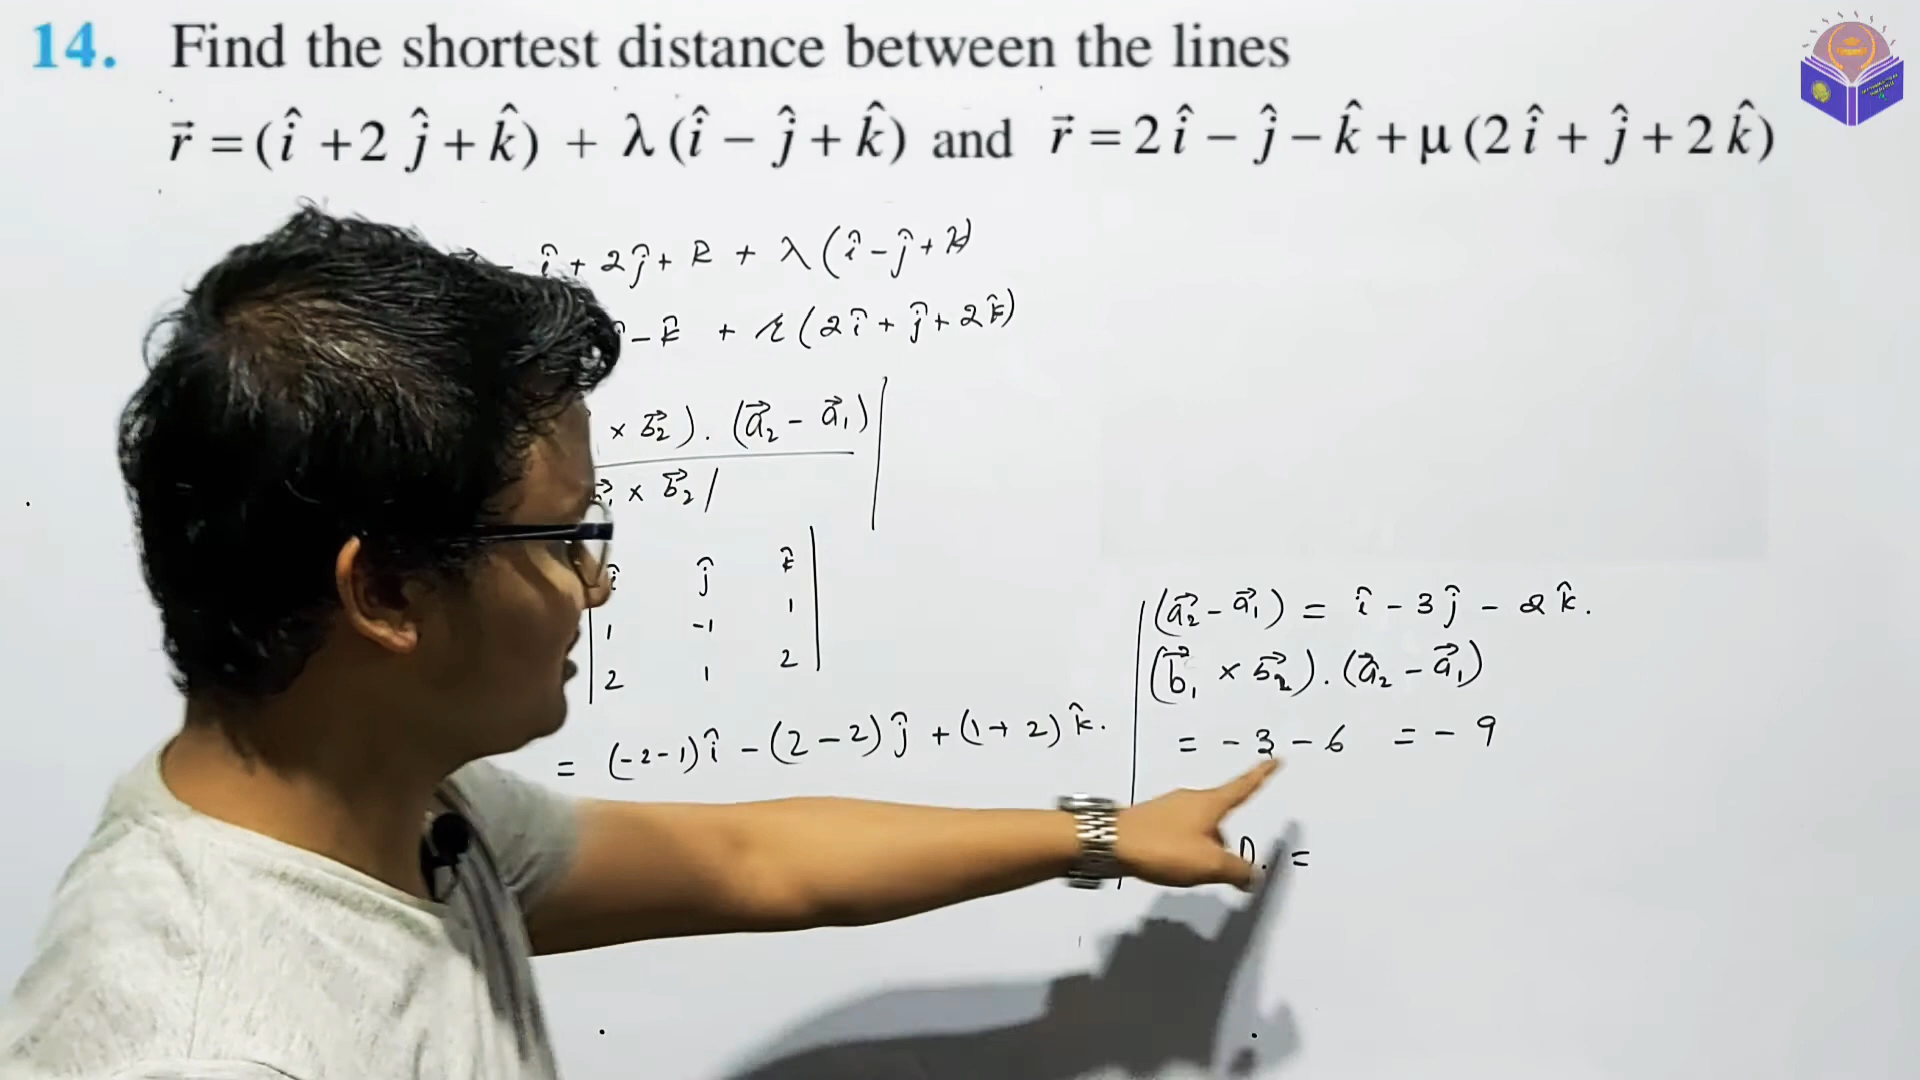 14. Find the shortest distance between the lines
r⃗ = (î + 2ĵ + k̂) + λ(î − ĵ + k̂) and r⃗ = 2î − ĵ − k̂ + μ(2î + ĵ + 2k̂)
î + 2ĵ + k + λ(î − ĵ + k̂)
− k̂ + μ(2î + ĵ + 2k̂)
× b⃗₂) . (a⃗₂ − a⃗₁) |
× b⃗₂ |
î ĵ k̂
1 -1 1
2 1 2
= (-2-1)î − (2−2)ĵ + (1+2)k̂.
(a⃗₂ − a⃗₁) = î − 3ĵ − 2k̂.
(b⃗₁ × b⃗₂) . (a⃗₂ − a⃗₁)
= −3 − 6 = −9
D. =